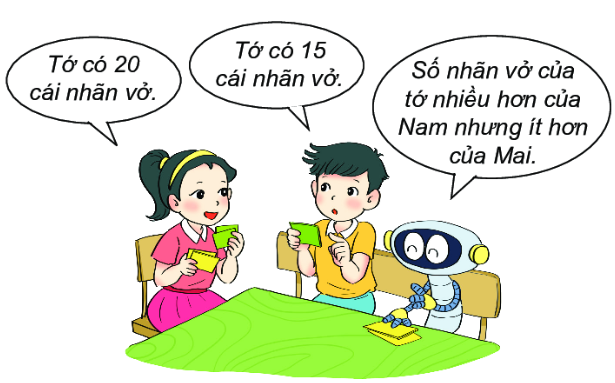 Tớ có 20
cái nhãn vở.
Tớ có 15
cái nhãn vở.
Số nhãn vở của
tớ nhiều hơn của
Nam nhưng ít hơn
của Mai.